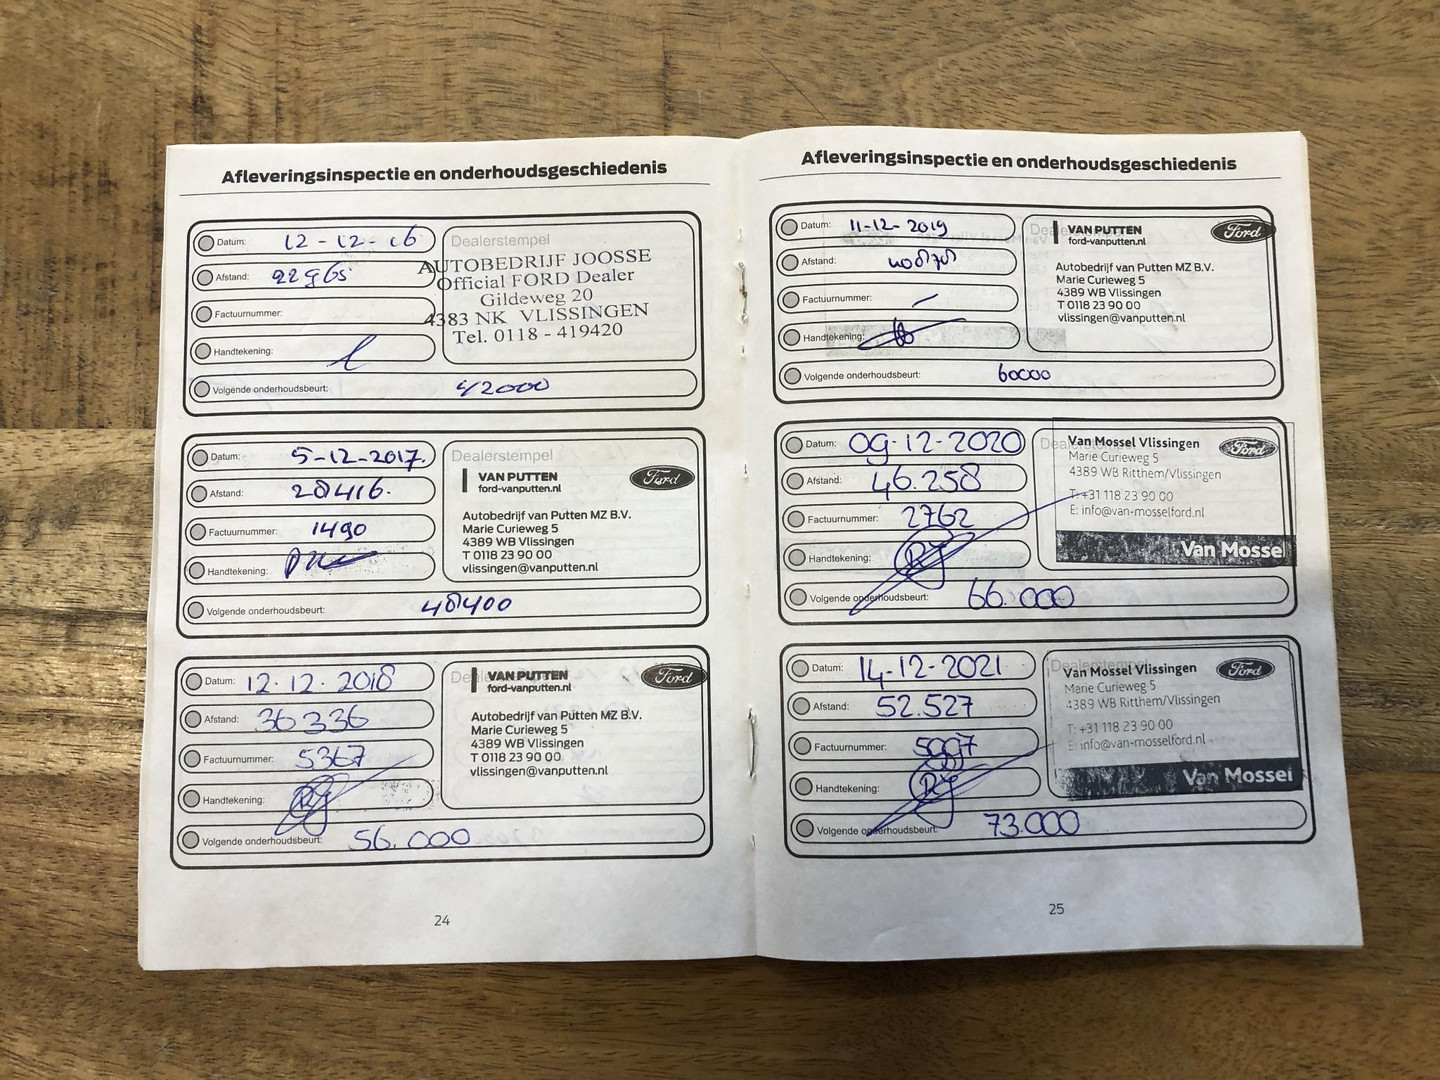 Afleveringsinspectie en onderhoudsgeschiedenis
Datum: 12-12-16
Afstand: 22965
Factuurnummer:
Handtekening:
Volgende onderhoudsbeurt: 42000
Dealerstempel
AUTOBEDRIJF JOOSSE
Official FORD Dealer
Gildeweg 20
4383 NK VLISSINGEN
Tel. 0118 - 419420
Datum: 5-12-2017.
Afstand: 28416.
Factuurnummer: 1490
Handtekening:
Volgende onderhoudsbeurt: 48400
Dealerstempel
VAN PUTTEN
ford-vanputten.nl
Ford
Autobedrijf van Putten MZ B.V.
Marie Curieweg 5
4389 WB Vlissingen
T 0118 23 90 00
vlissingen@vanputten.nl
Datum: 12.12.2018
Afstand: 36336
Factuurnummer: 5367
Handtekening:
Volgende onderhoudsbeurt: 56.000
VAN PUTTEN
ford-vanputten.nl
Ford
Autobedrijf van Putten MZ B.V.
Marie Curieweg 5
4389 WB Vlissingen
T 0118 23 90 00
vlissingen@vanputten.nl
24
Afleveringsinspectie en onderhoudsgeschiedenis
Datum: 11-12-2019
Afstand:
Factuurnummer: -
Handtekening:
Volgende onderhoudsbeurt: 60000
VAN PUTTEN
ford-vanputten.nl
Ford
Autobedrijf van Putten MZ B.V.
Marie Curieweg 5
4389 WB Vlissingen
T 0118 23 90 00
vlissingen@vanputten.nl
Datum: 09-12-2020
Afstand: 46.258
Factuurnummer: 2762
Handtekening:
Volgende onderhoudsbeurt: 66.000
Van Mossel Vlissingen
Ford
Marie Curieweg 5
4389 WB Ritthem/Vlissingen
T: +31 118 23 90 00
E: info@van-mosselford.nl
Van Mossel
Datum: 14-12-2021
Afstand: 52.527
Factuurnummer: 5097
Handtekening:
Volgende onderhoudsbeurt: 73.000
Dealerstempel
Van Mossel Vlissingen
Ford
Marie Curieweg 5
4389 WB Ritthem/Vlissingen
T: +31 118 23 90 00
E: info@van-mosselford.nl
Van Mossel
25